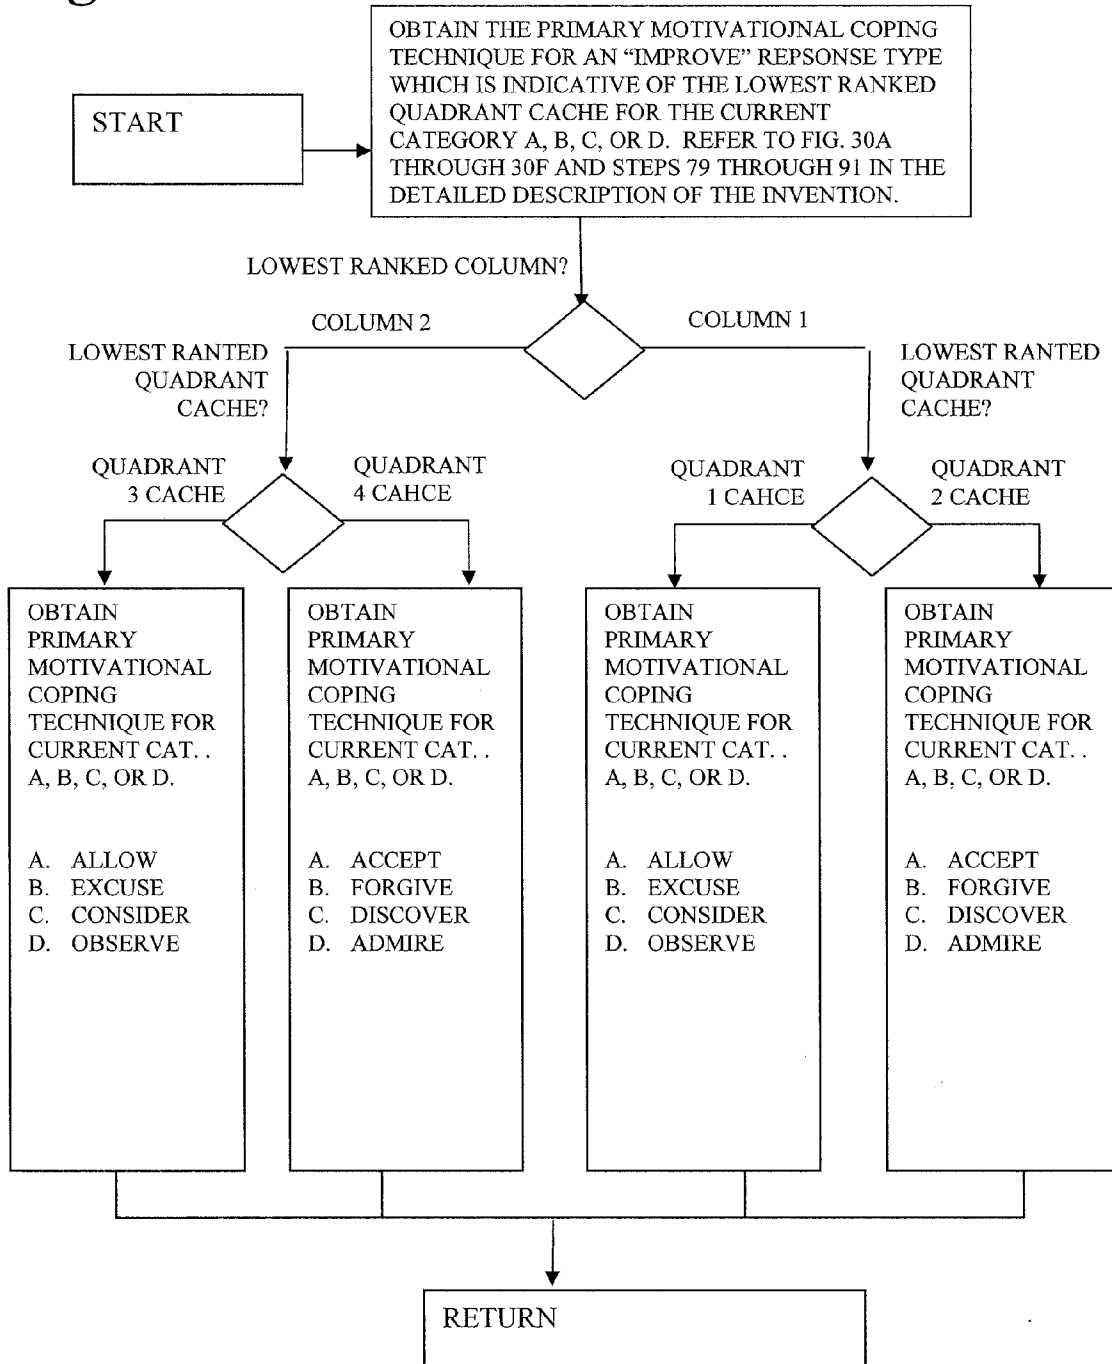 g
START
OBTAIN THE PRIMARY MOTIVATIOJNAL COPING
TECHNIQUE FOR AN “IMPROVE” REPSONSE TYPE
WHICH IS INDICATIVE OF THE LOWEST RANKED
QUADRANT CACHE FOR THE CURRENT
CATEGORY A, B, C, OR D. REFER TO FIG. 30A
THROUGH 30F AND STEPS 79 THROUGH 91 IN THE
DETAILED DESCRIPTION OF THE INVENTION.
LOWEST RANKED COLUMN?
COLUMN 2
COLUMN 1
LOWEST RANTED
QUADRANT
CACHE?
LOWEST RANTED
QUADRANT
CACHE?
QUADRANT
3 CACHE
QUADRANT
4 CAHCE
QUADRANT
1 CAHCE
QUADRANT
2 CACHE
OBTAIN
PRIMARY
MOTIVATIONAL
COPING
TECHNIQUE FOR
CURRENT CAT. .
A, B, C, OR D.
A. ALLOW
B. EXCUSE
C. CONSIDER
D. OBSERVE
OBTAIN
PRIMARY
MOTIVATIONAL
COPING
TECHNIQUE FOR
CURRENT CAT. .
A, B, C, OR D.
A. ACCEPT
B. FORGIVE
C. DISCOVER
D. ADMIRE
OBTAIN
PRIMARY
MOTIVATIONAL
COPING
TECHNIQUE FOR
CURRENT CAT. .
A, B, C, OR D.
A. ALLOW
B. EXCUSE
C. CONSIDER
D. OBSERVE
OBTAIN
PRIMARY
MOTIVATIONAL
COPING
TECHNIQUE FOR
CURRENT CAT. .
A, B, C, OR D.
A. ACCEPT
B. FORGIVE
C. DISCOVER
D. ADMIRE
RETURN